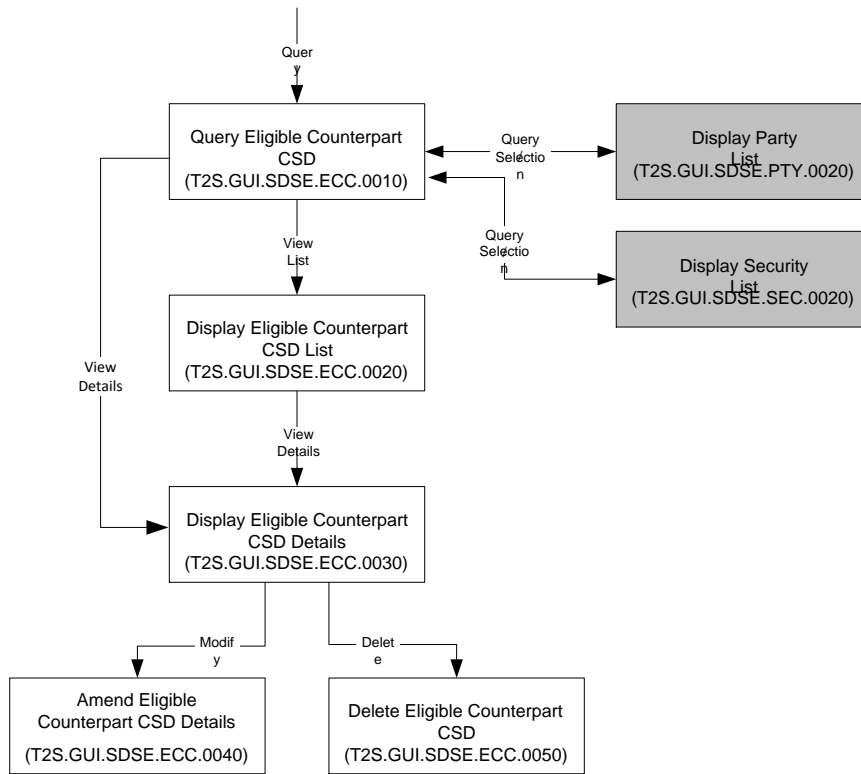 Quer
y
Query Eligible Counterpart
CSD
(T2S.GUI.SDSE.ECC.0010)
Query
Selectio
n
Display Party
List
(T2S.GUI.SDSE.PTY.0020)
View
List
Query
Selectio
n
Display Security
List
(T2S.GUI.SDSE.SEC.0020)
Display Eligible Counterpart
CSD List
(T2S.GUI.SDSE.ECC.0020)
View
Details
View
Details
Display Eligible Counterpart
CSD Details
(T2S.GUI.SDSE.ECC.0030)
Modif
y
Delet
e
Amend Eligible
Counterpart CSD Details
(T2S.GUI.SDSE.ECC.0040)
Delete Eligible Counterpart
CSD
(T2S.GUI.SDSE.ECC.0050)